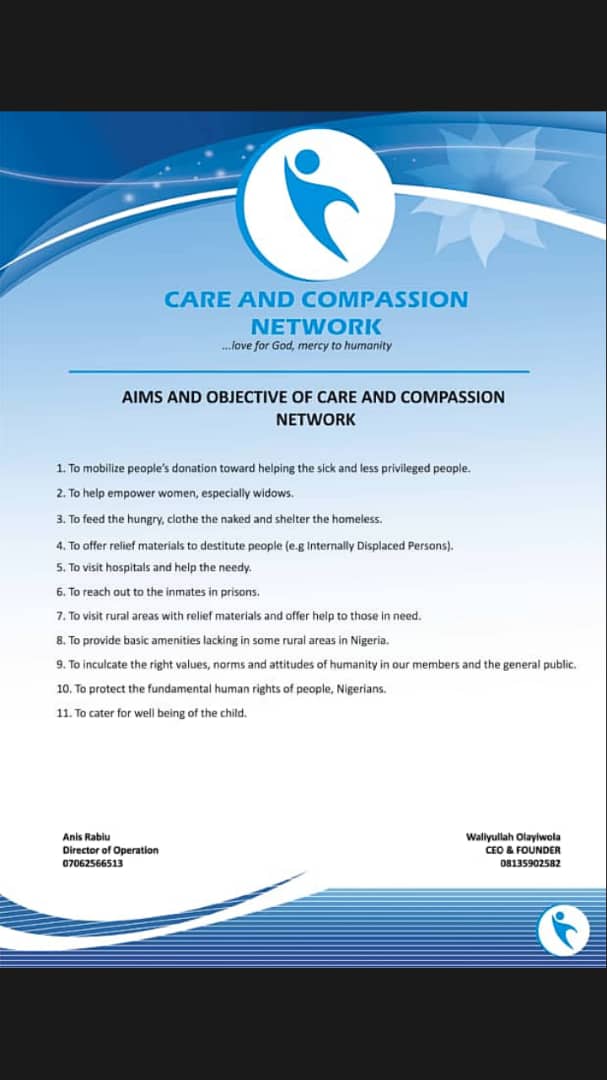 CARE AND COMPASSION
NETWORK
...love for God, mercy to humanity
AIMS AND OBJECTIVE OF CARE AND COMPASSION
NETWORK
1. To mobilize people's donation toward helping the sick and less privileged people.
2. To help empower women, especially widows.
3. To feed the hungry, clothe the naked and shelter the homeless.
4. To offer relief materials to destitute people (e.g Internally Displaced Persons).
5. To visit hospitals and help the needy.
6. To reach out to the inmates in prisons.
7. To visit rural areas with relief materials and offer help to those in need.
8. To provide basic amenities lacking in some rural areas in Nigeria.
9. To inculcate the right values, norms and attitudes of humanity in our members and the general public.
10. To protect the fundamental human rights of people, Nigerians.
11. To cater for well being of the child.
Anis Rabiu
Director of Operation
07062566513
Waliyullah Olayiwola
CEO & FOUNDER
08135902582